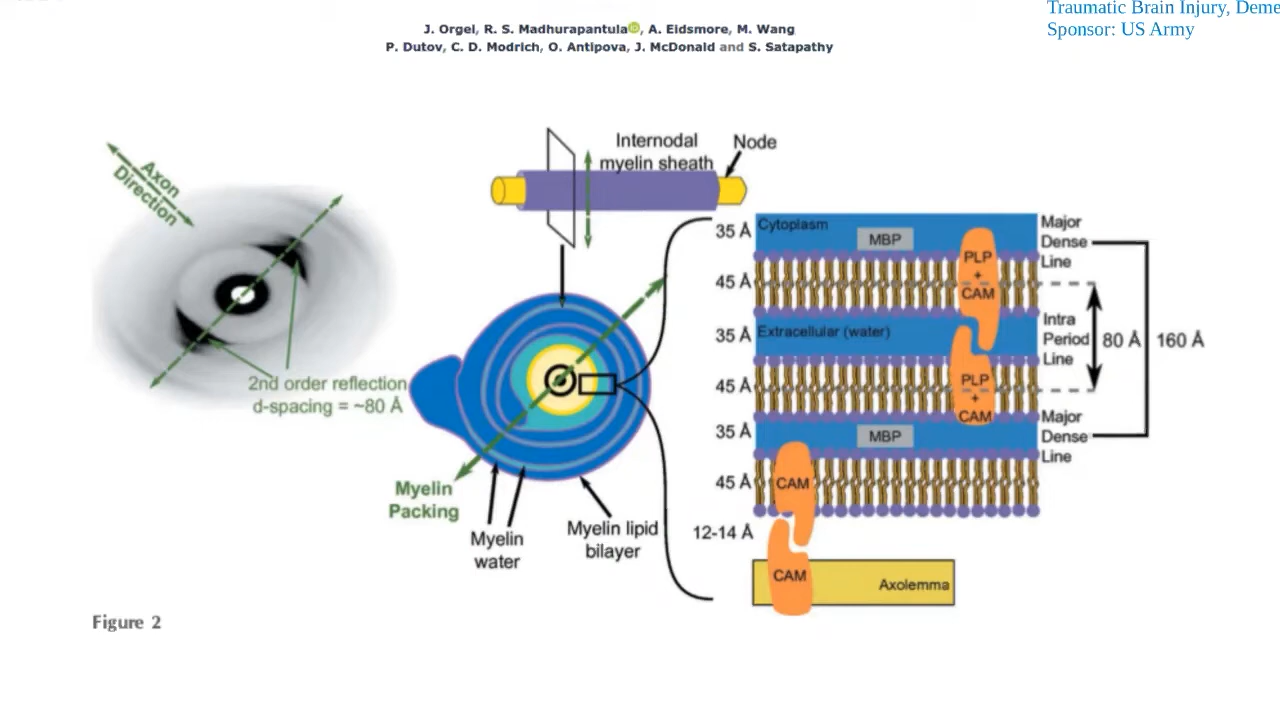 Traumatic Brain Injury, Deme
Sponsor: US Army
J. Orgel, R. S. Madhurapantula, A. Eidsmore, M. Wang
P. Dutov, C. D. Modrich, O. Antipova, J. McDonald and S. Satapathy
Axon
Direction
2nd order reflection
d-spacing = ~80 Å
Internodal
myelin sheath
Node
Myelin
Packing
Myelin
water
Myelin lipid
bilayer
35 Å
Cytoplasm
MBP
Major
Dense
Line
45 Å
PLP
+
CAM
35 Å
Extracellular (water)
Intra
Period
Line
80 Å
160 Å
45 Å
PLP
+
CAM
35 Å
MBP
Major
Dense
Line
45 Å
CAM
12-14 Å
CAM
Axolemma
Figure 2